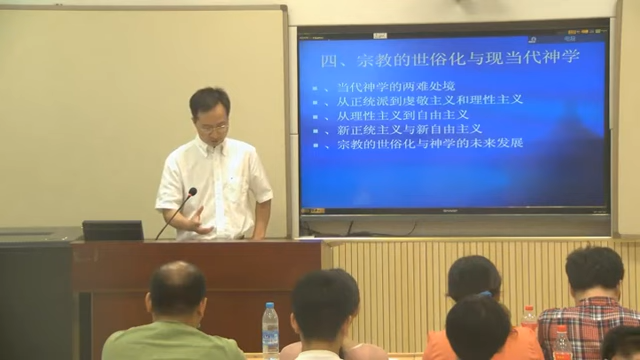 四、宗教的世俗化与现当代神学
、当代神学的两难处境
、从正统派到虔敬主义和理性主义
、从理性主义到自由主义
、新正统主义与新自由主义
、宗教的世俗化与神学的未来发展